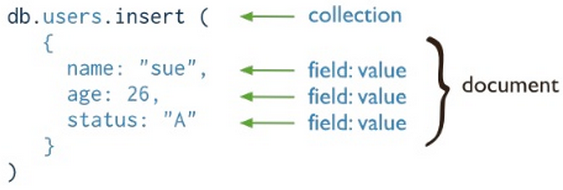 db.users.insert ( collection
{
name: "sue", field: value
age: 26, field: value document
status: "A" field: value
}
)